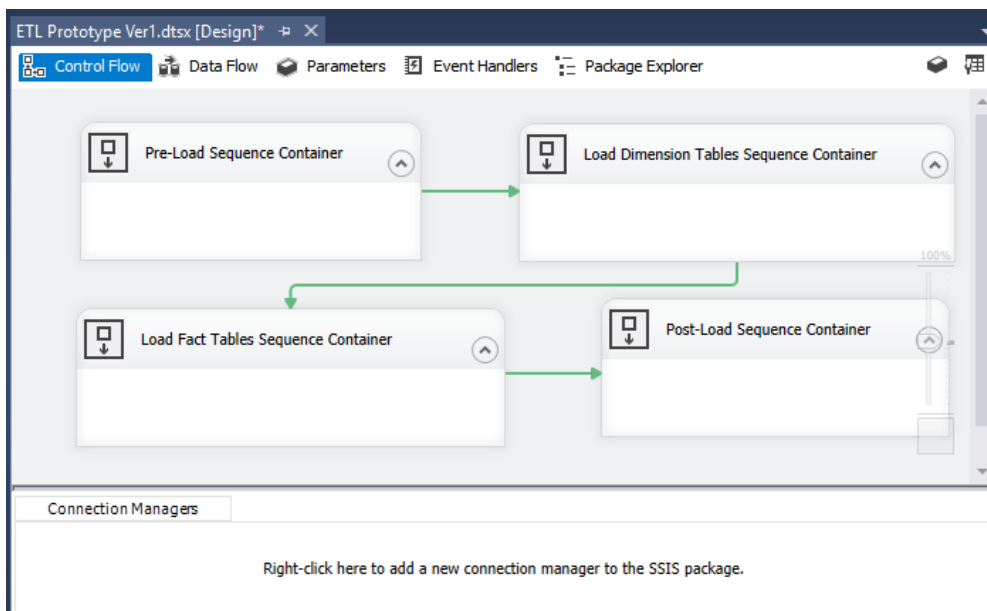 ETL Prototype Ver1.dtsx [Design]*
Control Flow Data Flow Parameters Event Handlers Package Explorer
Pre-Load Sequence Container
Load Dimension Tables Sequence Container
100%
Load Fact Tables Sequence Container
Post-Load Sequence Container
Connection Managers
Right-click here to add a new connection manager to the SSIS package.